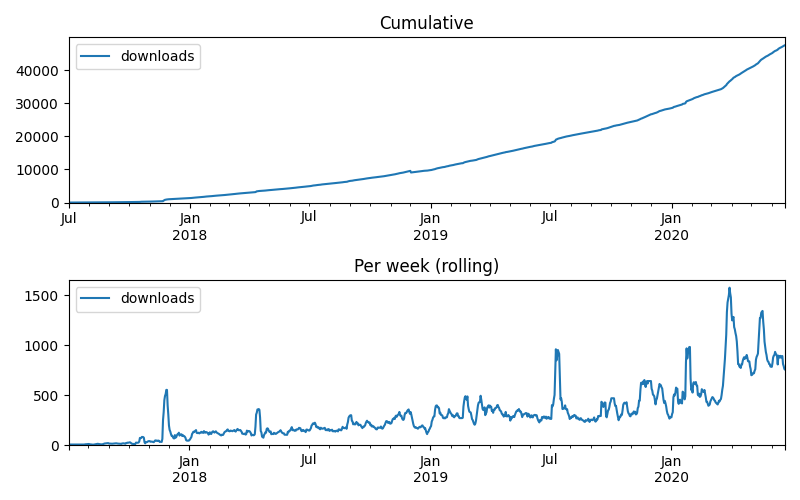 Cumulative
downloads
40000
30000
20000
10000
0
Jul Jan Jul Jan Jul Jan
2018 2019 2020
Per week (rolling)
downloads
1500
1000
500
0
Jan Jul Jan Jul Jan
2018 2019 2020